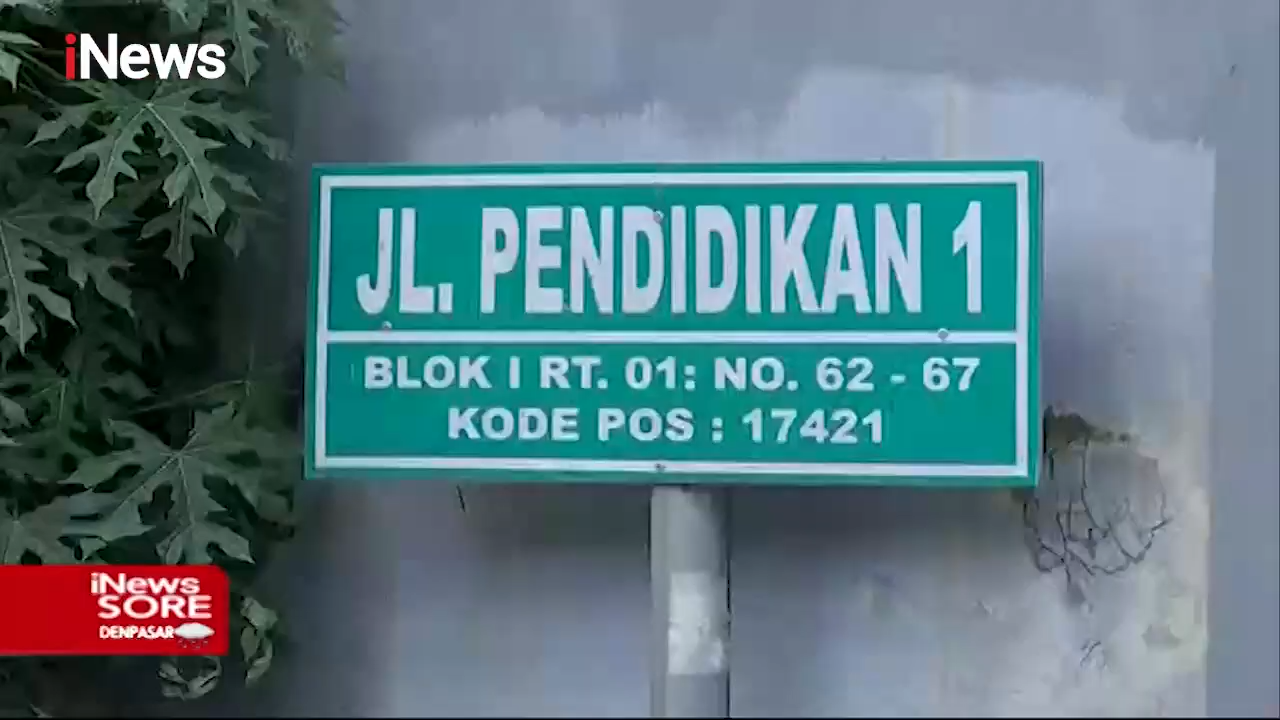 iNews
JL. PENDIDIKAN 1
BLOK I RT. 01: NO. 62 - 67
KODE POS : 17421
iNews
SORE
DENPASAR